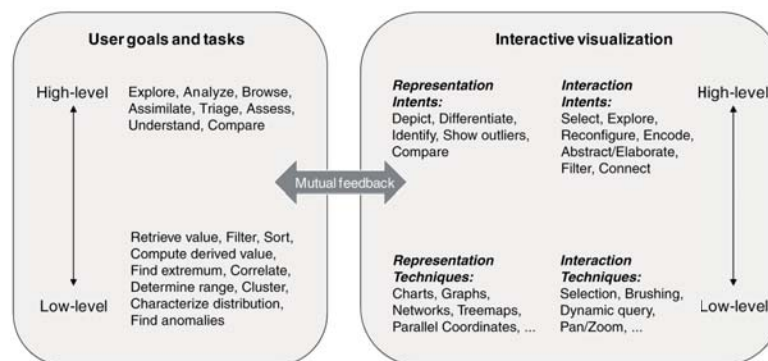 User goals and tasks
High-level
Explore, Analyze, Browse,
Assimilate, Triage, Assess,
Understand, Compare
Retrieve value, Filter, Sort,
Compute derived value,
Find extremum, Correlate,
Determine range, Cluster,
Characterize distribution,
Find anomalies
Low-level
Mutual feedback
Interactive visualization
Representation
Intents:
Depict, Differentiate,
Identify, Show outliers,
Compare
Interaction
Intents:
Select, Explore,
Reconfigure, Encode,
Abstract/Elaborate,
Filter, Connect
High-level
Representation
Techniques:
Charts, Graphs,
Networks, Treemaps,
Parallel Coordinates, ...
Interaction
Techniques:
Selection, Brushing,
Dynamic query,
Pan/Zoom, ...
Low-level